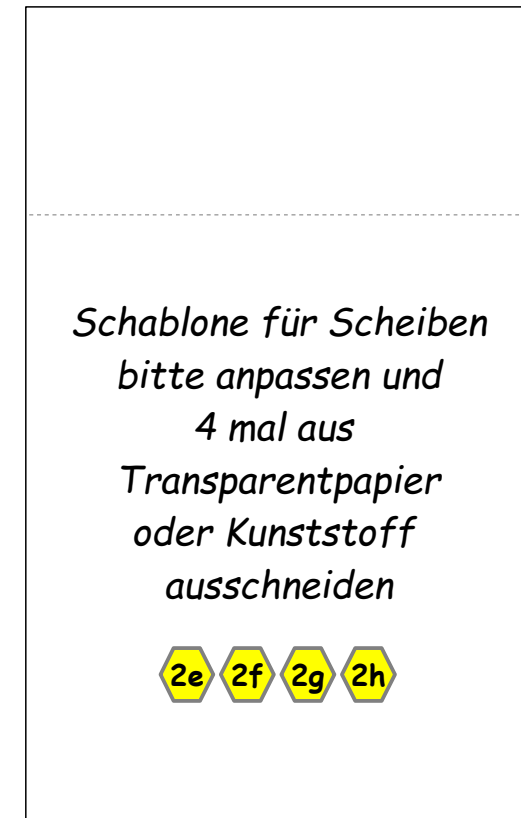 Schablone für Scheiben
bitte anpassen und
4 mal aus
Transparentpapier
oder Kunststoff
ausschneiden
2e 2f 2g 2h